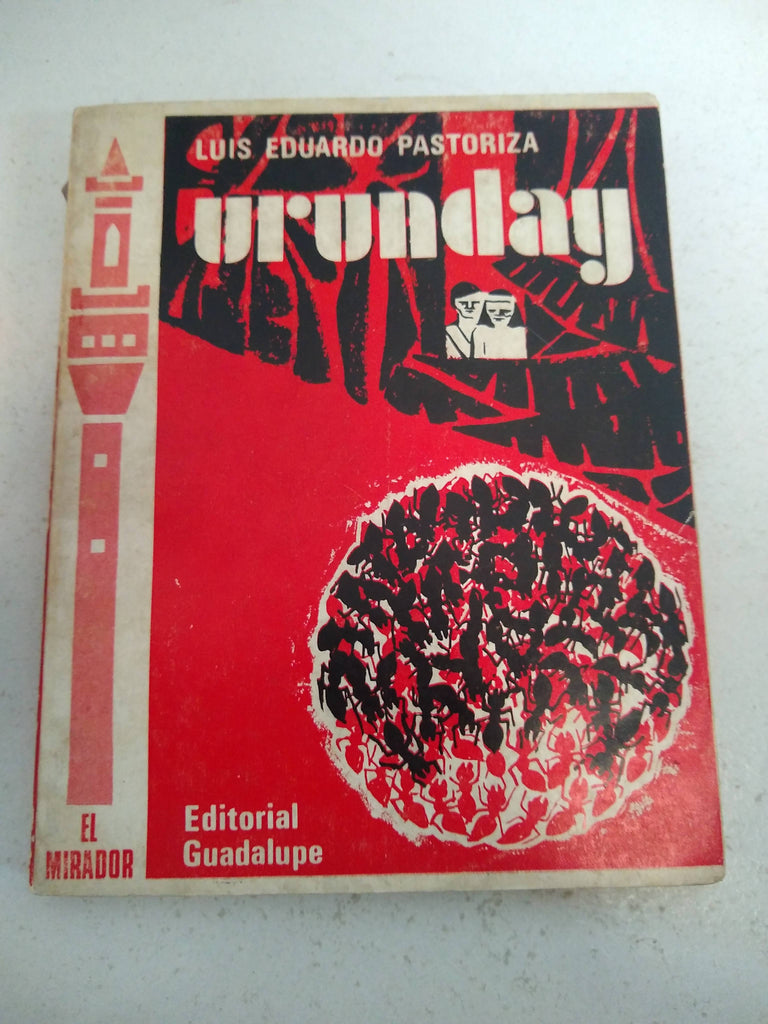 LUIS EDUARDO PASTORIZA
urunday
Editorial
Guadalupe
EL
MIRADOR